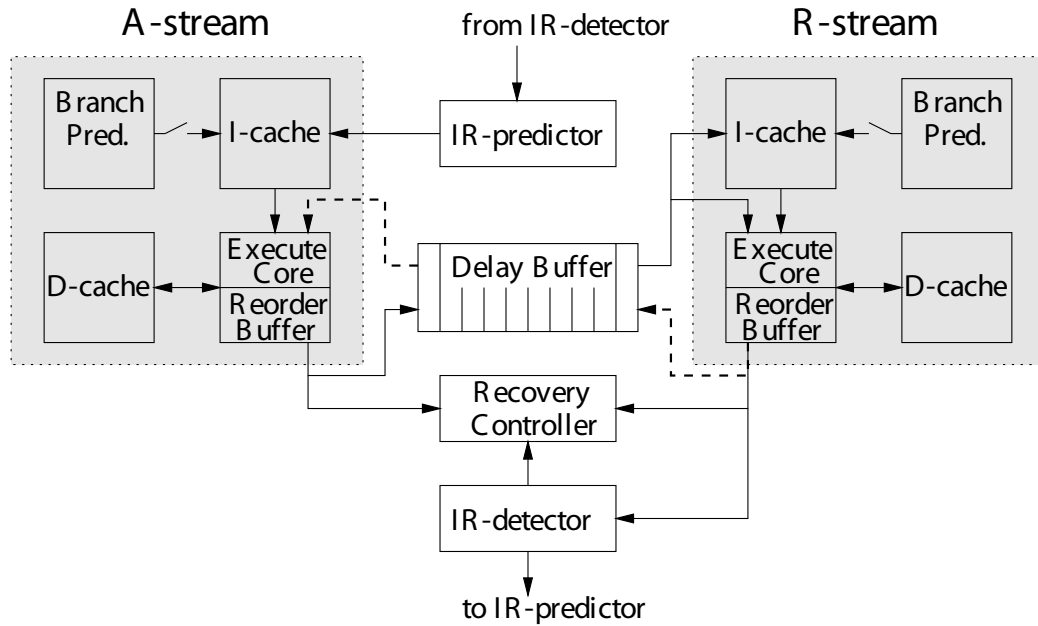 A-stream
from IR-detector
R-stream
Branch
Pred.
I-cache
IR-predictor
I-cache
Branch
Pred.
D-cache
Execute
Core
Reorder
Buffer
Delay Buffer
Execute
Core
Reorder
Buffer
D-cache
Recovery
Controller
IR-detector
to IR-predictor